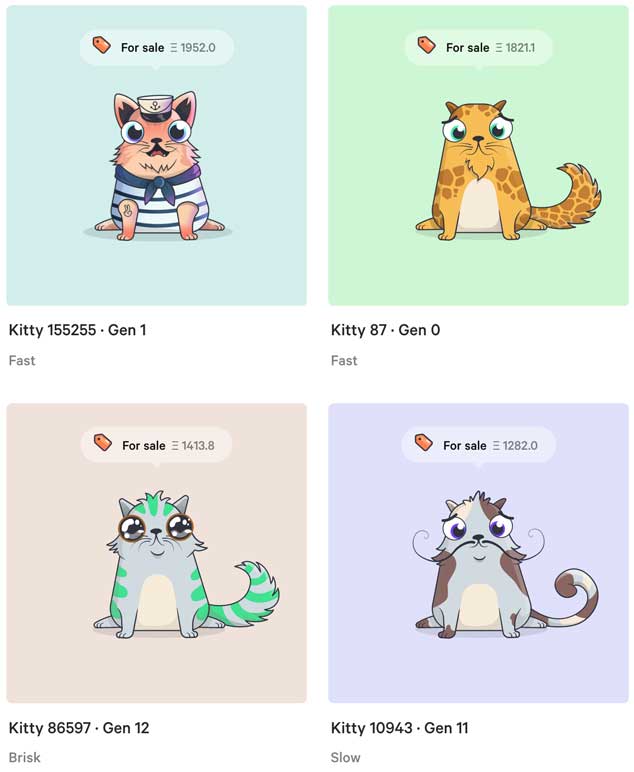 For sale Ξ 1952.0
For sale Ξ 1821.1
Kitty 155255 · Gen 1
Fast
Kitty 87 · Gen 0
Fast
For sale Ξ 1413.8
For sale Ξ 1282.0
Kitty 86597 · Gen 12
Brisk
Kitty 10943 · Gen 11
Slow